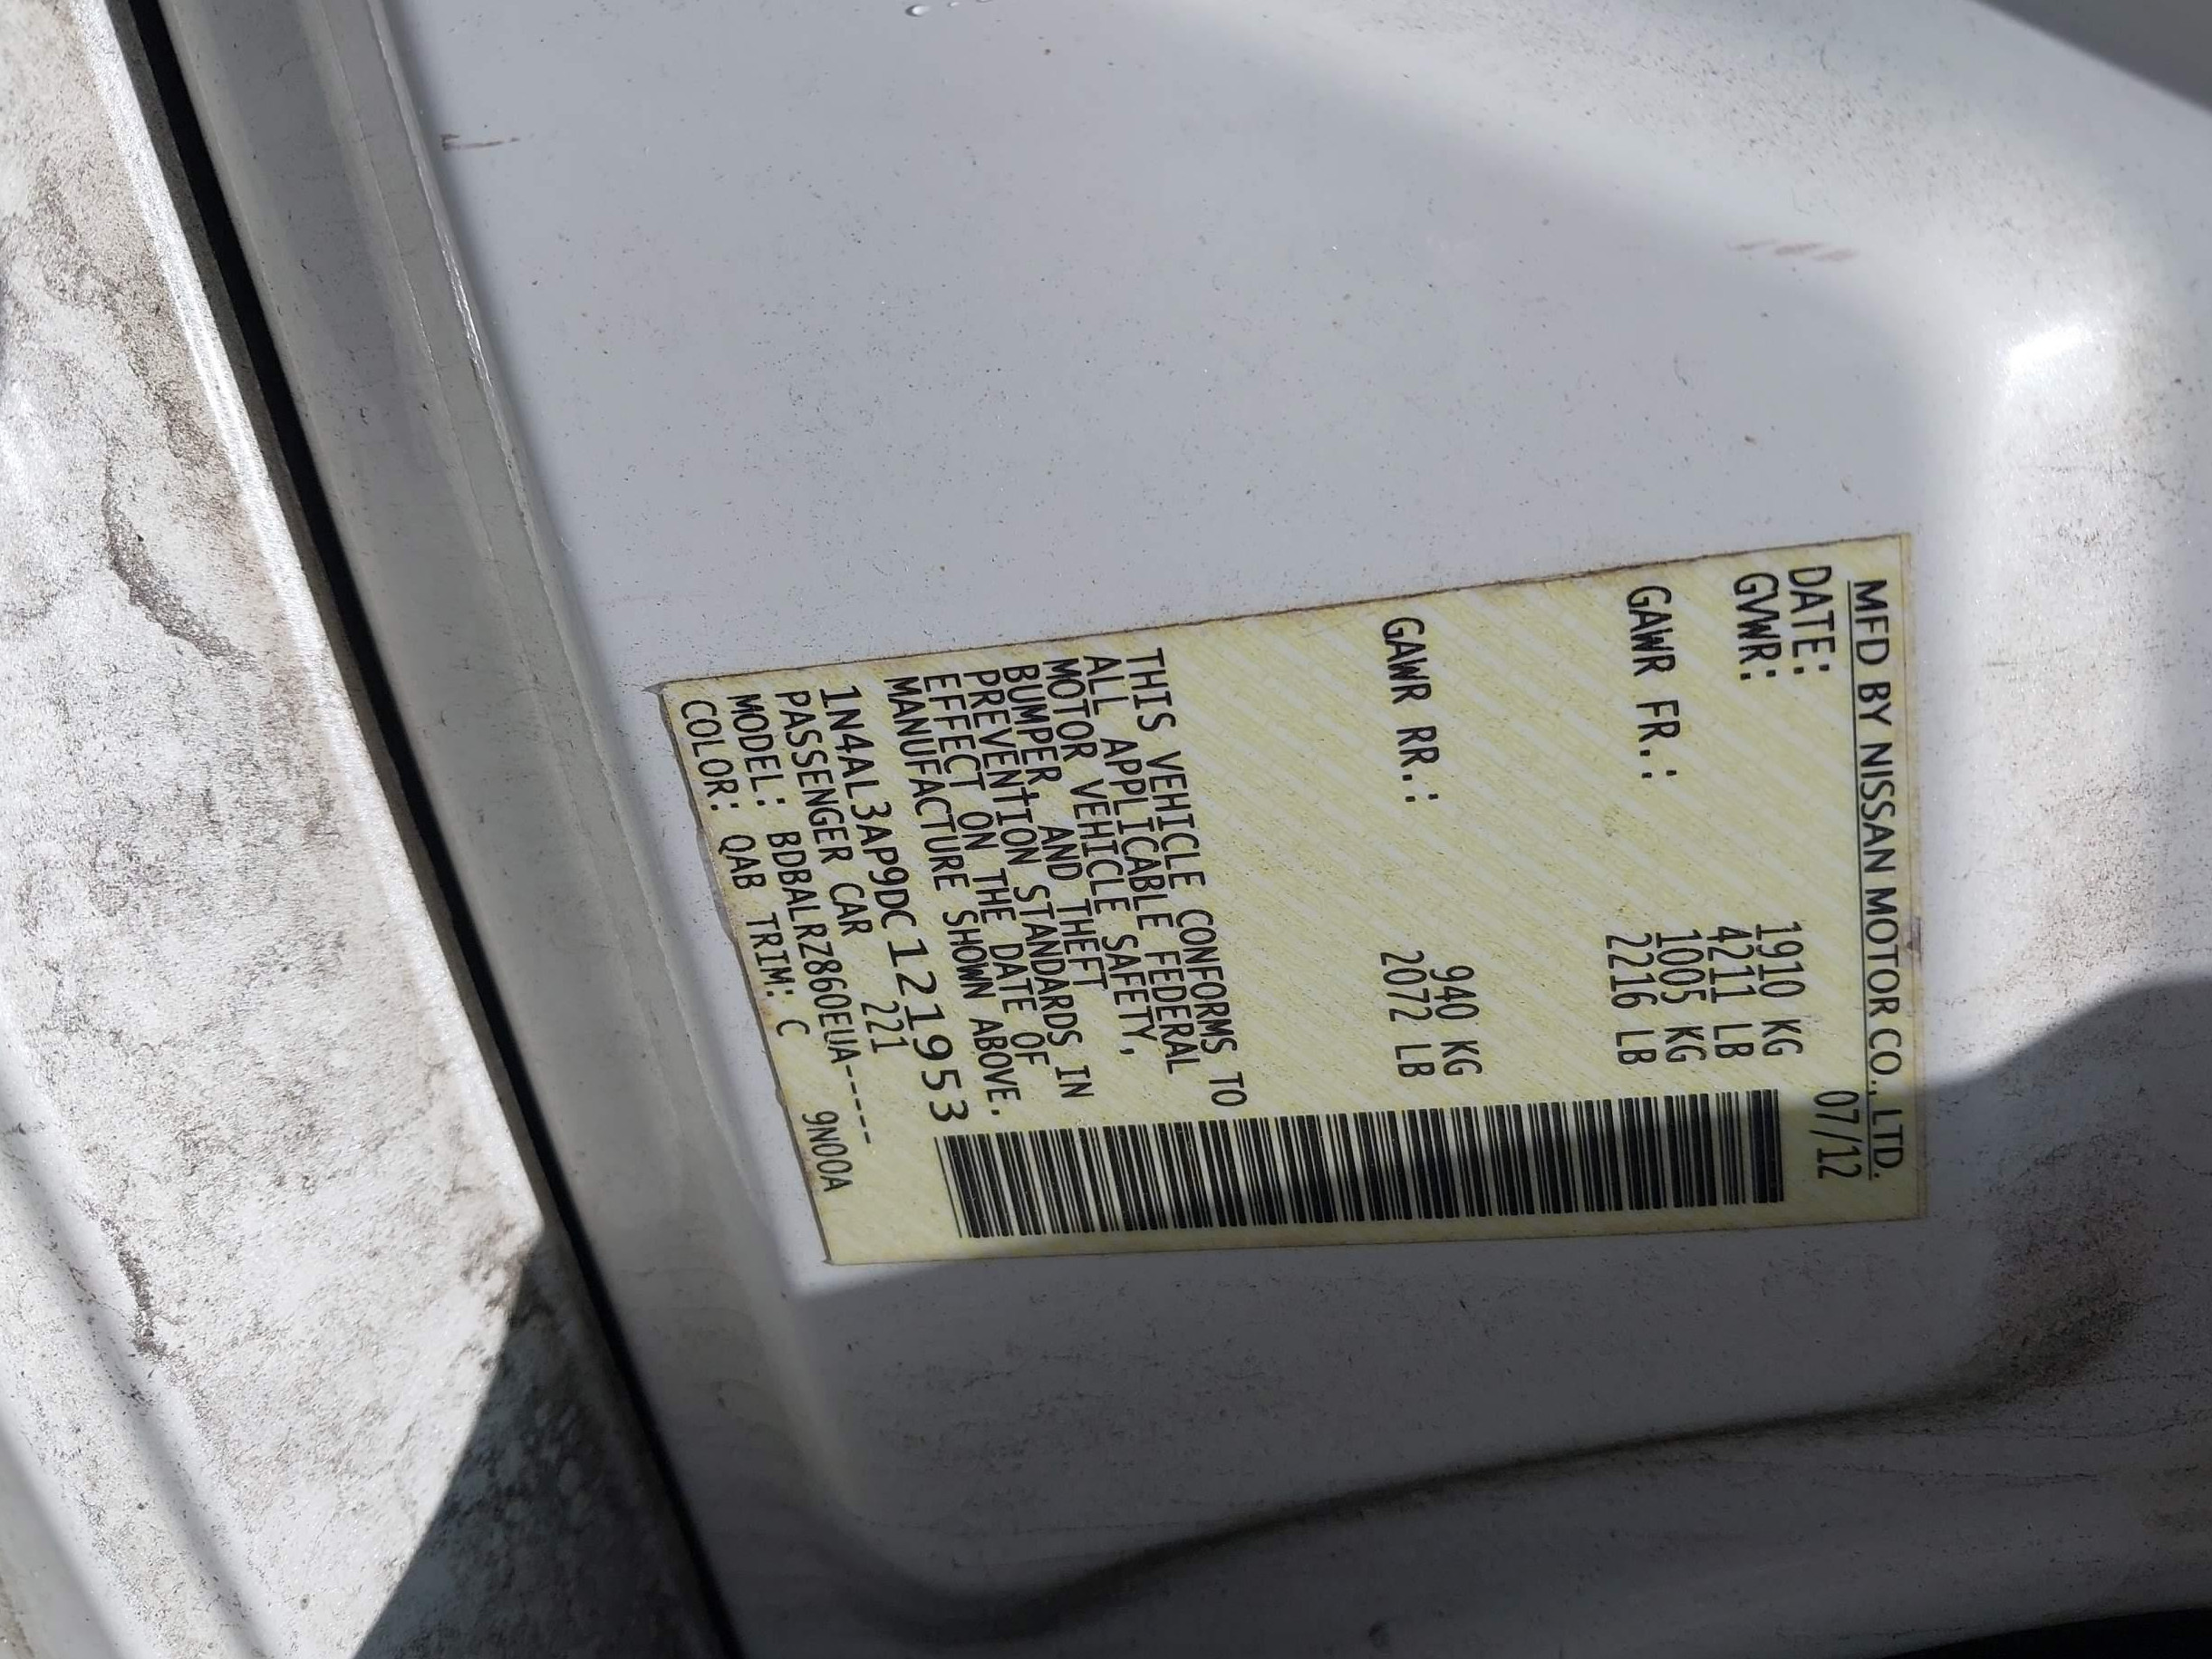 MFD BY NISSAN MOTOR CO., LTD.
DATE: 07/12
GVWR: 1910 KG
4211 LB
GAWR FR.: 1005 KG
2216 LB
GAWR RR.: 940 KG
2072 LB
THIS VEHICLE CONFORMS TO
ALL APPLICABLE FEDERAL
MOTOR VEHICLE SAFETY,
BUMPER, AND THEFT
PREVENTION STANDARDS IN
EFFECT ON THE DATE OF
MANUFACTURE SHOWN ABOVE.
1N4AL3AP9DC121953
PASSENGER CAR 221
MODEL: BDBALRZ860EUA-----
COLOR: QAB TRIM: C 9N00A